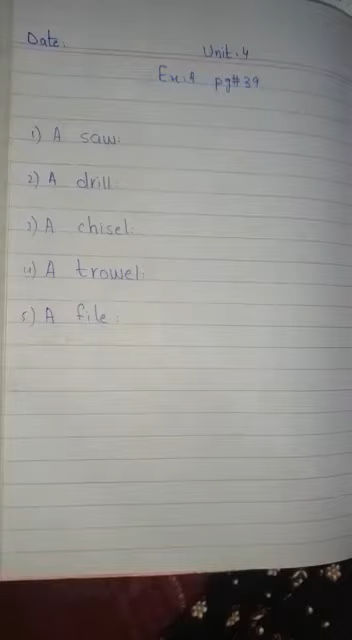 Date.
Unit. 4
Ex:4 pg#39
1) A saw.
2) A drill.
3) A chisel.
4) A trowel.
5) A file.